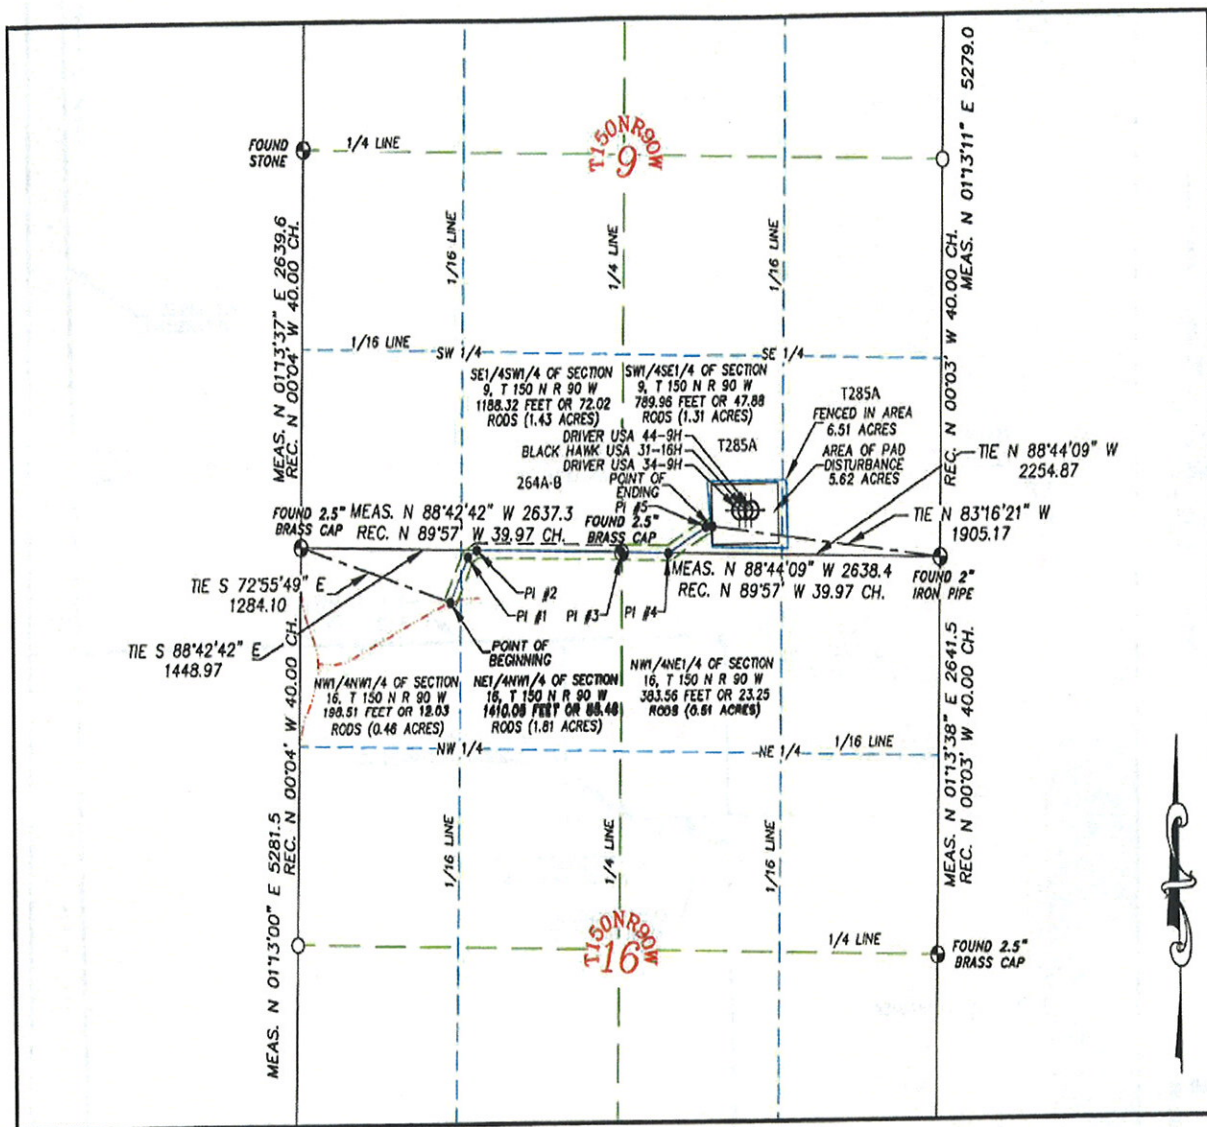 FOUND
STONE
1/4 LINE
T150NR90W
9
MEAS. N 01°13'11" E 5279.0
REC. N 00°03' W 40.00 CH.
MEAS. N 01°13'37" E 2639.6
REC. N 00°04' W 40.00 CH.
1/16 LINE
1/4 LINE
1/16 LINE
1/16 LINE
SW 1/4
SE 1/4
SE1/4SW1/4 OF SECTION
9, T 150 N R 90 W
1188.32 FEET OR 72.02
RODS (1.43 ACRES)
SW1/4SE1/4 OF SECTION
9, T 150 N R 90 W
789.96 FEET OR 47.88
RODS (1.31 ACRES)
T285A
FENCED IN AREA
6.51 ACRES
DRIVER USA 44-9H
BLACK HAWK USA 31-16H
DRIVER USA 34-9H
T285A
AREA OF PAD
DISTURBANCE
5.62 ACRES
TIE N 88°44'09" W
2254.87
264A-B
POINT OF
ENDING
PI #5
TIE N 83°16'21" W
1905.17
FOUND 2.5"
BRASS CAP
MEAS. N 88°42'42" W 2637.3
REC. N 89°57' W 39.97 CH.
FOUND 2.5"
BRASS CAP
MEAS. N 88°44'09" W 2638.4
REC. N 89°57' W 39.97 CH.
FOUND 2"
IRON PIPE
TIE S 72°55'49" E
1284.10
PI #2
PI #1
PI #3
PI #4
TIE S 88°42'42" E
1448.97
POINT OF
BEGINNING
NW1/4NW1/4 OF SECTION
16, T 150 N R 90 W
198.51 FEET OR 12.03
RODS (0.46 ACRES)
NE1/4NW1/4 OF SECTION
16, T 150 N R 90 W
FEET OR
RODS (1.81 ACRES)
NW1/4NE1/4 OF SECTION
16, T 150 N R 90 W
383.56 FEET OR 23.25
RODS (0.51 ACRES)
NW 1/4
NE 1/4
1/16 LINE
REC. N 00°04' W 40.00 CH.
MEAS. N 01°13'00" E 5281.5
MEAS. N 01°13'38" E 2641.5
REC. N 00°03' W 40.00 CH.
1/16 LINE
1/4 LINE
1/16 LINE
T150NR90W
16
1/4 LINE
FOUND 2.5"
BRASS CAP